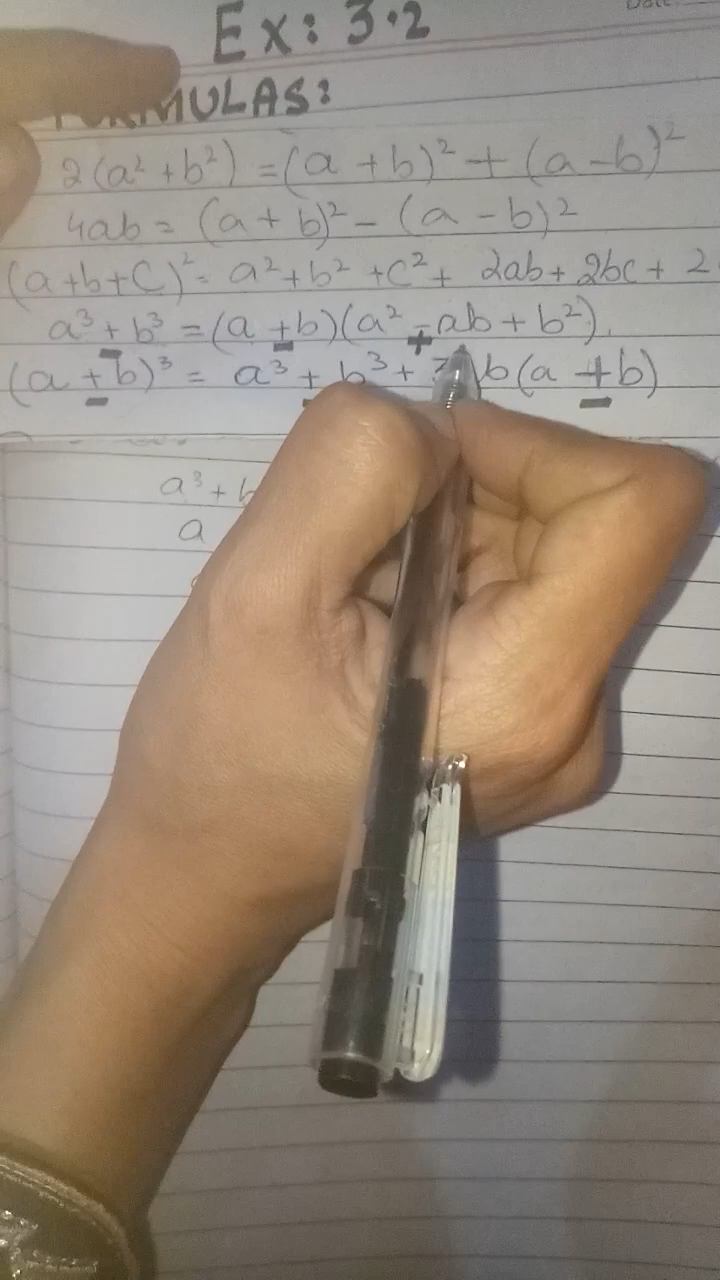 Ex: 3.2
FORMULAS:
2(a² + b²) = (a + b)² + (a - b)²
4ab = (a + b)² - (a - b)²
(a+b+c)² = a² + b² + c² + 2ab + 2bc + 2
a³ ± b³ = (a ± b)(a² ∓ ab + b²).
(a ± b)³ = a³ ± b³ + b(a ± b)
a³ + b
a